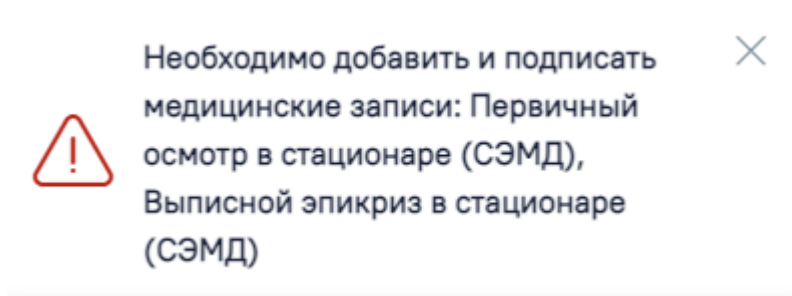 Необходимо добавить и подписать
медицинские записи: Первичный
осмотр в стационаре (СЭМД),
Выписной эпикриз в стационаре
(СЭМД)